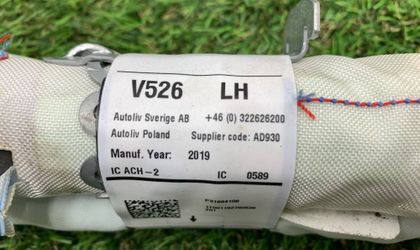 V526 LH
Autoliv Sverige AB +46 (0) 322626200
Autoliv Poland Supplier code: AD930
Manuf. Year: 2019
IC ACH-2 IC 0589